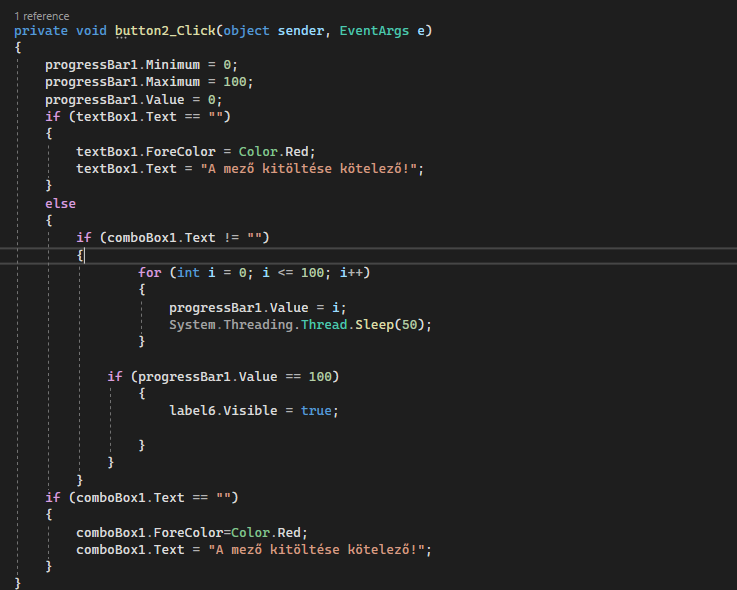 1 reference
private void button2_Click(object sender, EventArgs e)
{
    progressBar1.Minimum = 0;
    progressBar1.Maximum = 100;
    progressBar1.Value = 0;
    if (textBox1.Text == "")
    {
        textBox1.ForeColor = Color.Red;
        textBox1.Text = "A mező kitöltése kötelező!";
    }
    else
    {
        if (comboBox1.Text != "")
        {
                for (int i = 0; i <= 100; i++)
                {
                    progressBar1.Value = i;
                    System.Threading.Thread.Sleep(50);
                }

            if (progressBar1.Value == 100)
                {
                    label6.Visible = true;

                }
            }
        }
    if (comboBox1.Text == "")
    {
        comboBox1.ForeColor=Color.Red;
        comboBox1.Text = "A mező kitöltése kötelező!";
    }
}